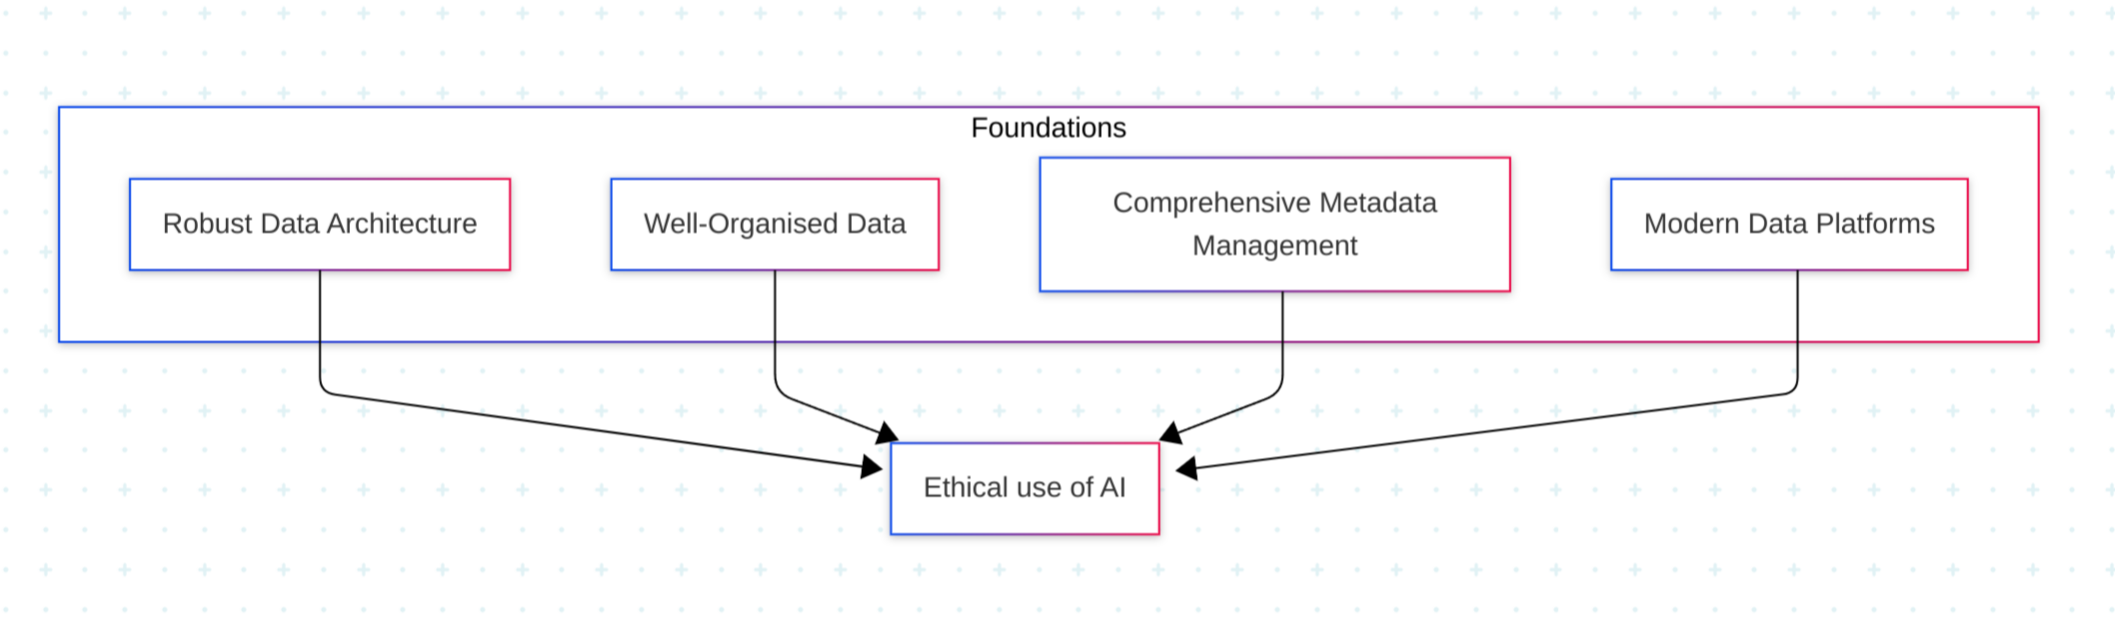 Foundations
Robust Data Architecture
Well-Organised Data
Comprehensive Metadata
Management
Modern Data Platforms
Ethical use of AI